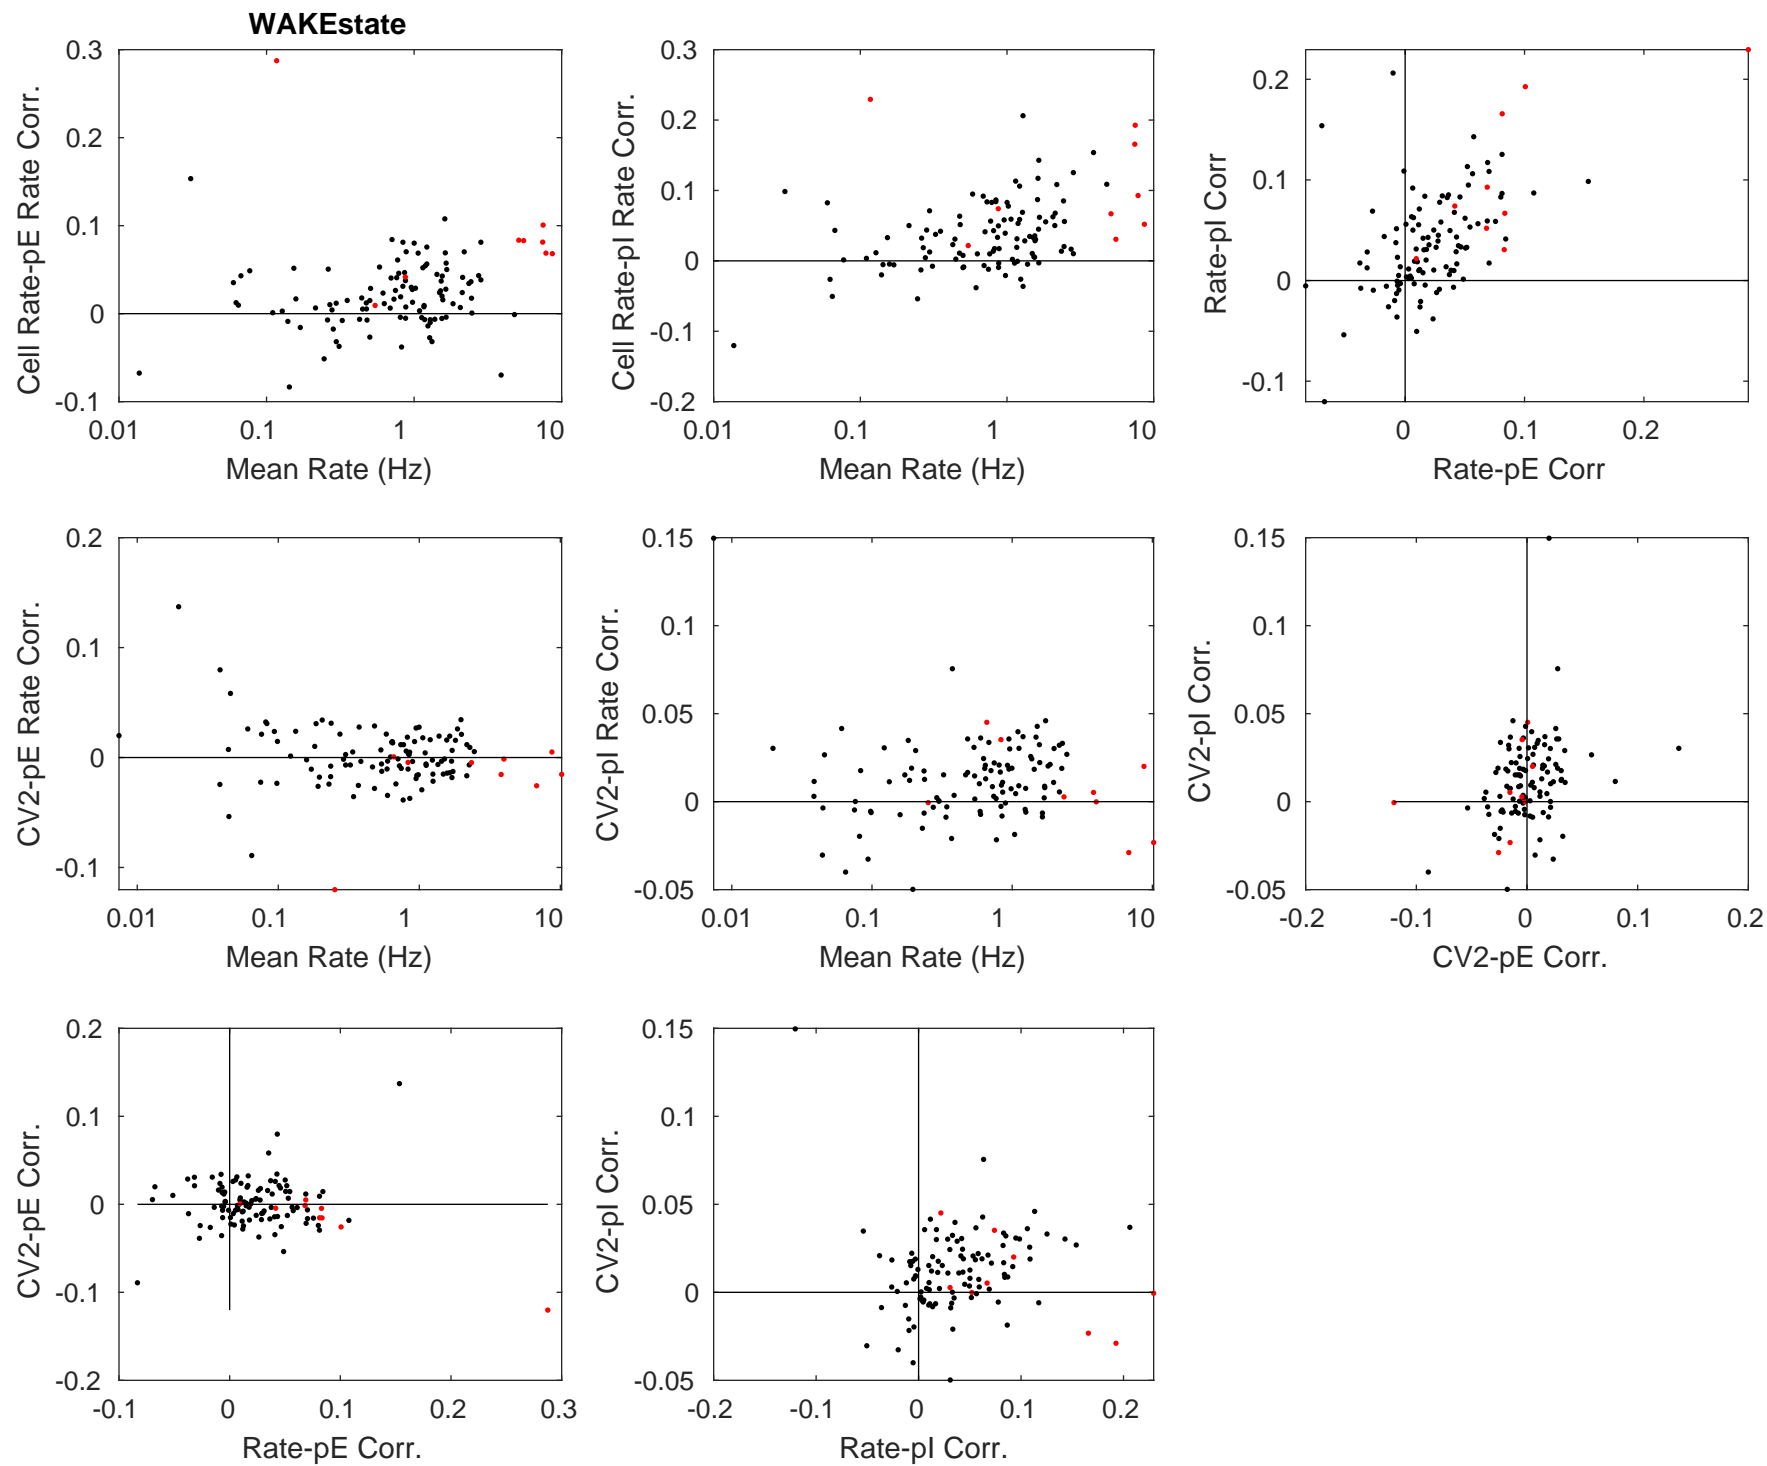 WAKEstate
0.3
0.2
0.1
0
-0.1
0.01 0.1 1 10
Mean Rate (Hz)
Cell Rate-pE Rate Corr.
0.3
0.2
0.1
0
-0.1
-0.2
0.01 0.1 1 10
Mean Rate (Hz)
Cell Rate-pI Rate Corr.
0.2
0.1
0
-0.1
0 0.1 0.2
Rate-pE Corr
Rate-pI Corr
0.2
0.1
0
-0.1
0.01 0.1 1 10
Mean Rate (Hz)
CV2-pE Rate Corr.
0.15
0.1
0.05
0
-0.05
0.01 0.1 1 10
Mean Rate (Hz)
CV2-pI Rate Corr.
0.15
0.1
0.05
0
-0.05
-0.2 -0.1 0 0.1 0.2
CV2-pE Corr.
CV2-pI Corr.
0.2
0.1
0
-0.1
-0.2
-0.1 0 0.1 0.2 0.3
Rate-pE Corr.
CV2-pE Corr.
0.15
0.1
0.05
0
-0.05
-0.2 -0.1 0 0.1 0.2
Rate-pI Corr.
CV2-pI Corr.